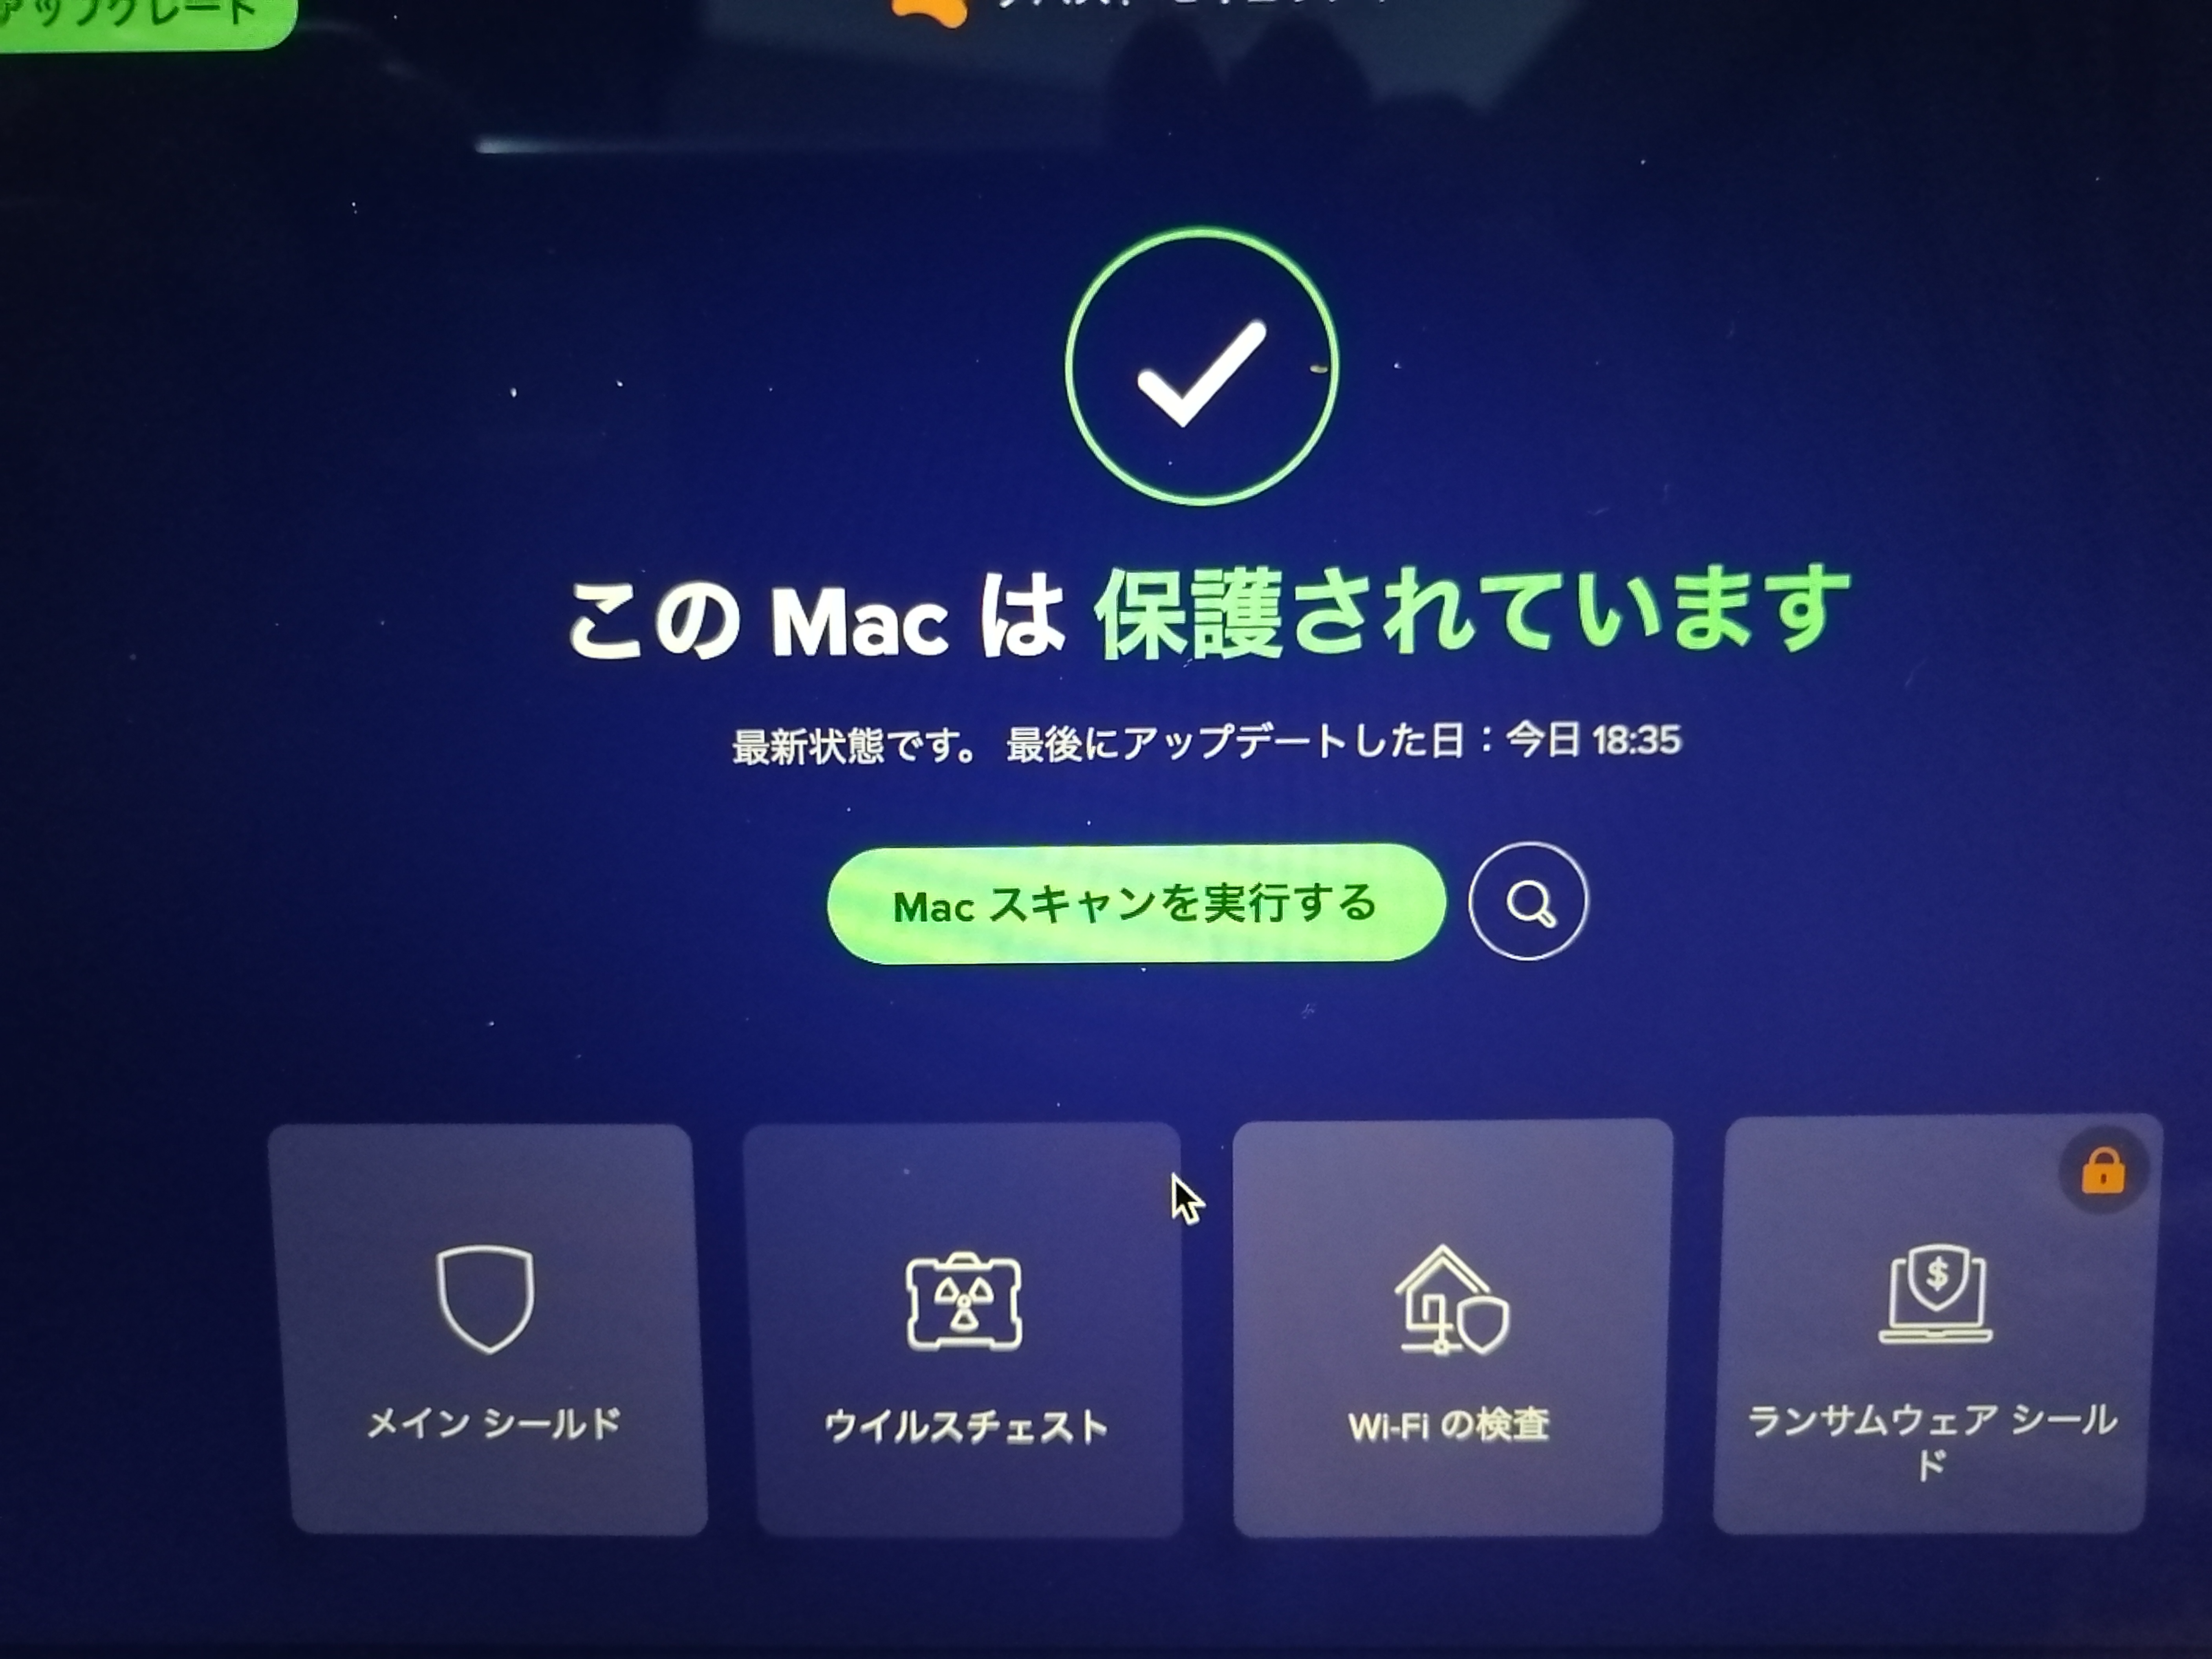 アップグレード
この Mac は 保護されています
最新状態です。 最後にアップデートした日：今日 18:35
Mac スキャンを実行する
メイン シールド
ウイルスチェスト
Wi-Fi の検査
ランサムウェア シール
ド